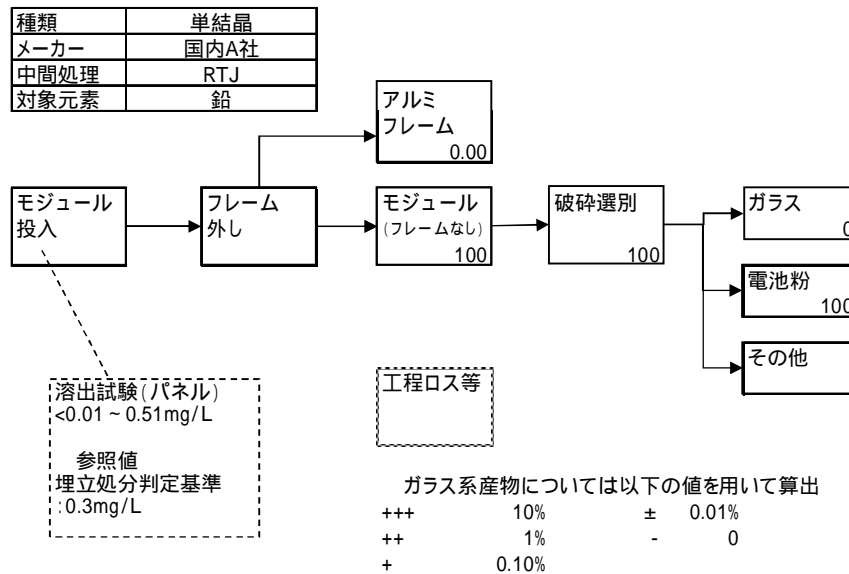 種類 単結晶
メーカー 国内A社
中間処理 RTJ
対象元素 鉛
アルミ
フレーム
0.00
モジュール
投入
フレーム
外し
モジュール
(フレームなし)
100
破砕選別
100
ガラス
0
電池粉
100
その他
溶出試験(パネル)
<0.01 ~ 0.51mg/L
参照値
埋立処分判定基準
:0.3mg/L
工程ロス等
ガラス系産物については以下の値を用いて算出
+++ 10% ± 0.01%
++ 1% - 0
+ 0.10%